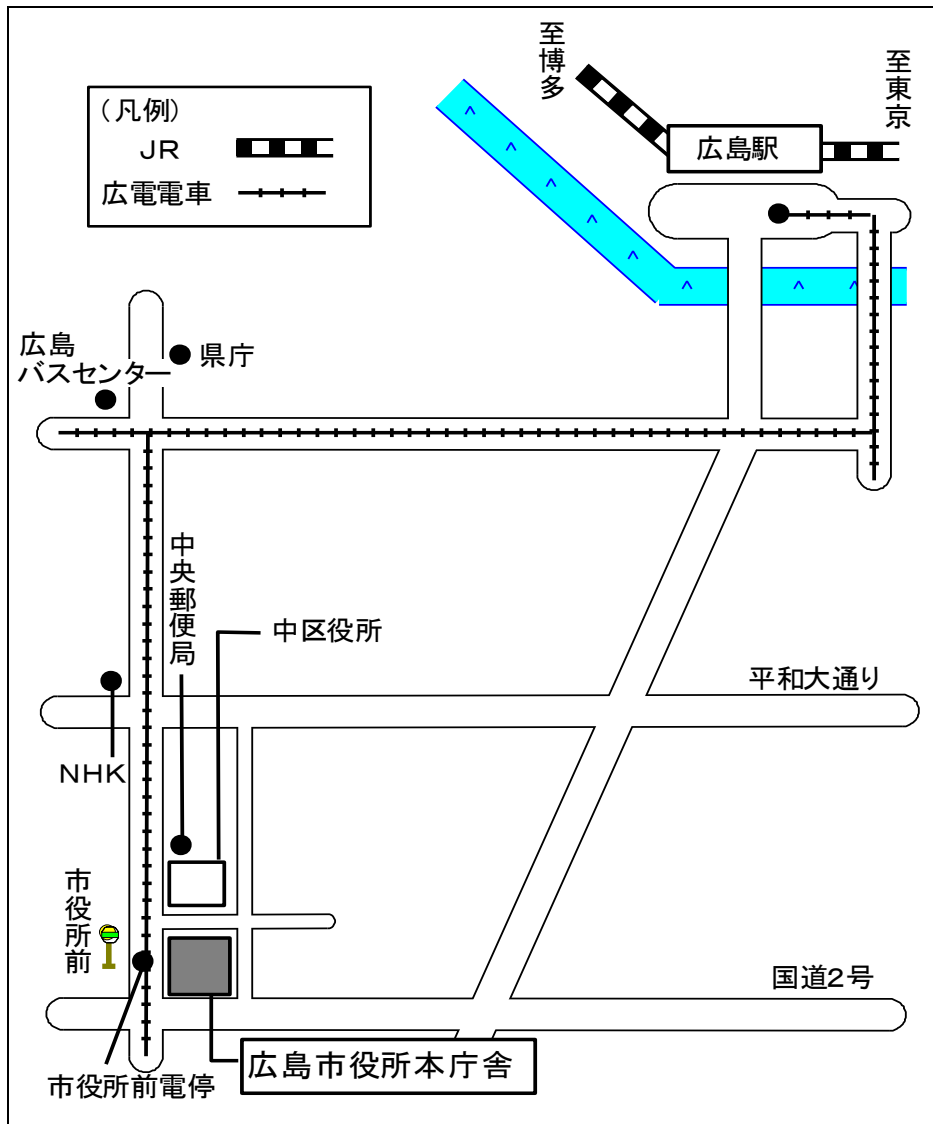 至博多
至東京
(凡例)
JR
広電電車
広島駅
広島
バスセンター
県庁
中央郵便局
中区役所
平和大通り
NHK
市役所前
国道2号
広島市役所本庁舎
市役所前電停